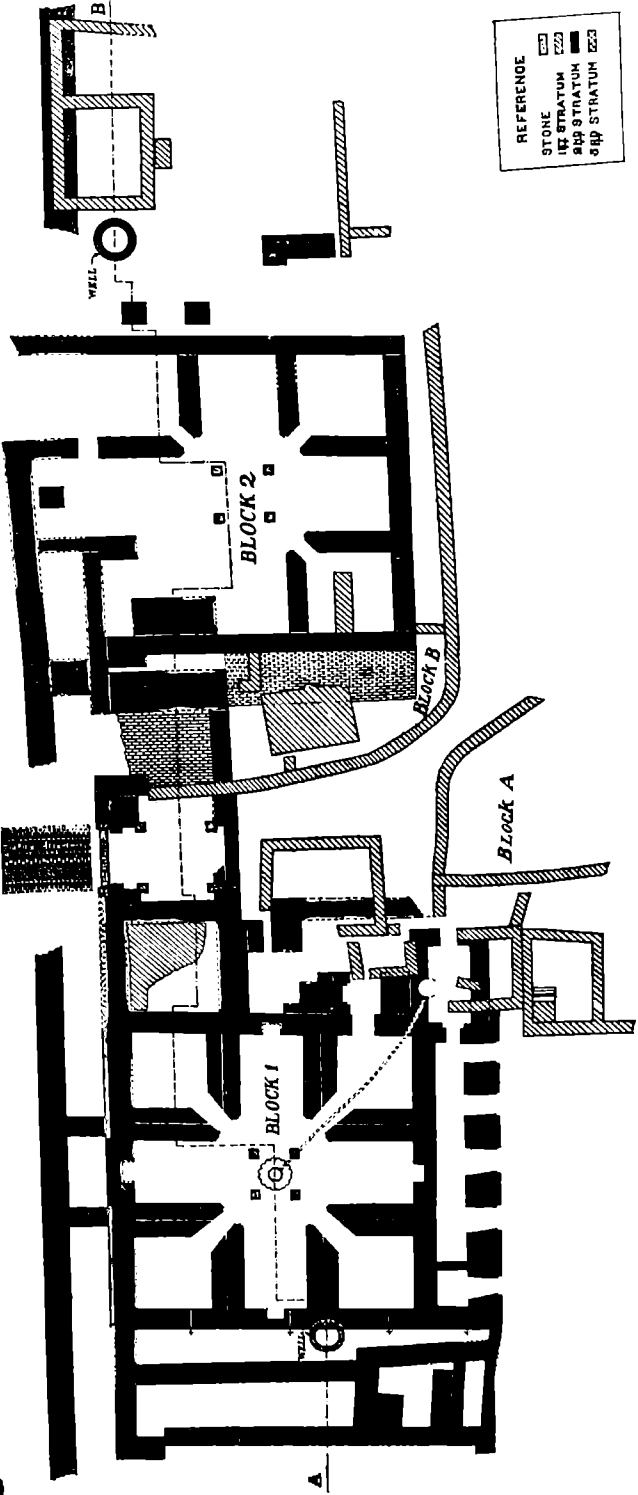 B
WELL
BLOCK 2
BLOCK B
BLOCK A
BLOCK 1
WELL
A
REFERENCE
STONE
1ST STRATUM
2ND STRATUM
3RD STRATUM